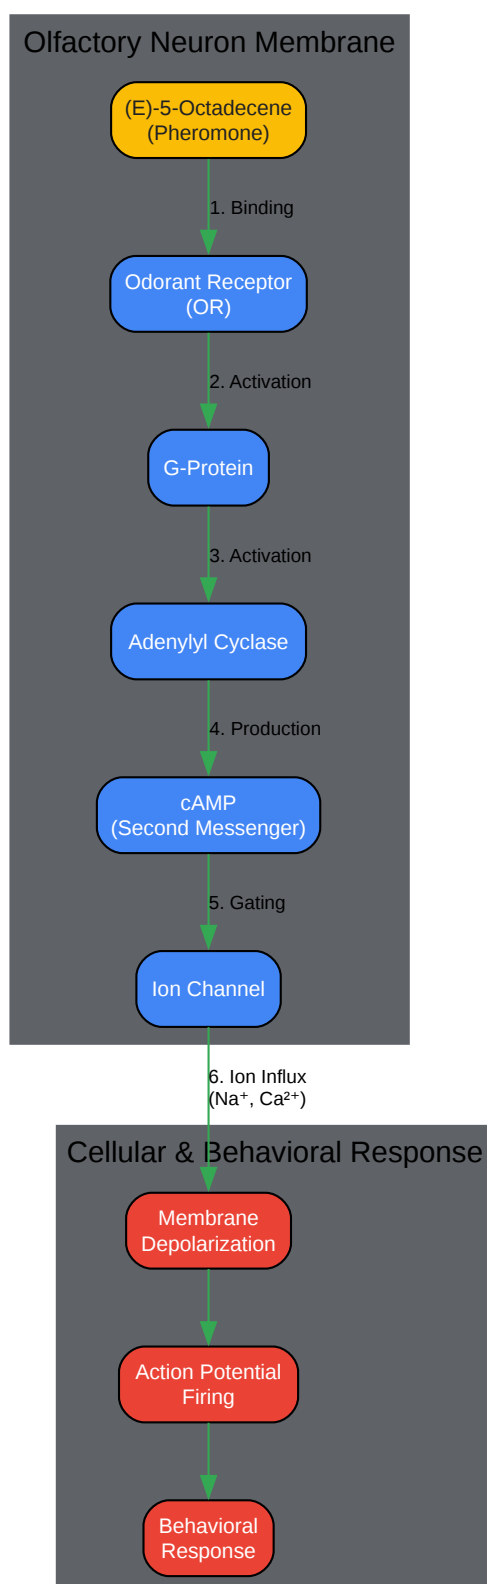 Olfactory Neuron Membrane
(E)-5-Octadecene
(Pheromone)
1. Binding
Odorant Receptor
(OR)
2. Activation
G-Protein
3. Activation
Adenylyl Cyclase
4. Production
cAMP
(Second Messenger)
5. Gating
Ion Channel
6. Ion Influx
(Na⁺, Ca²⁺)
Cellular & Behavioral Response
Membrane
Depolarization
Action Potential
Firing
Behavioral
Response